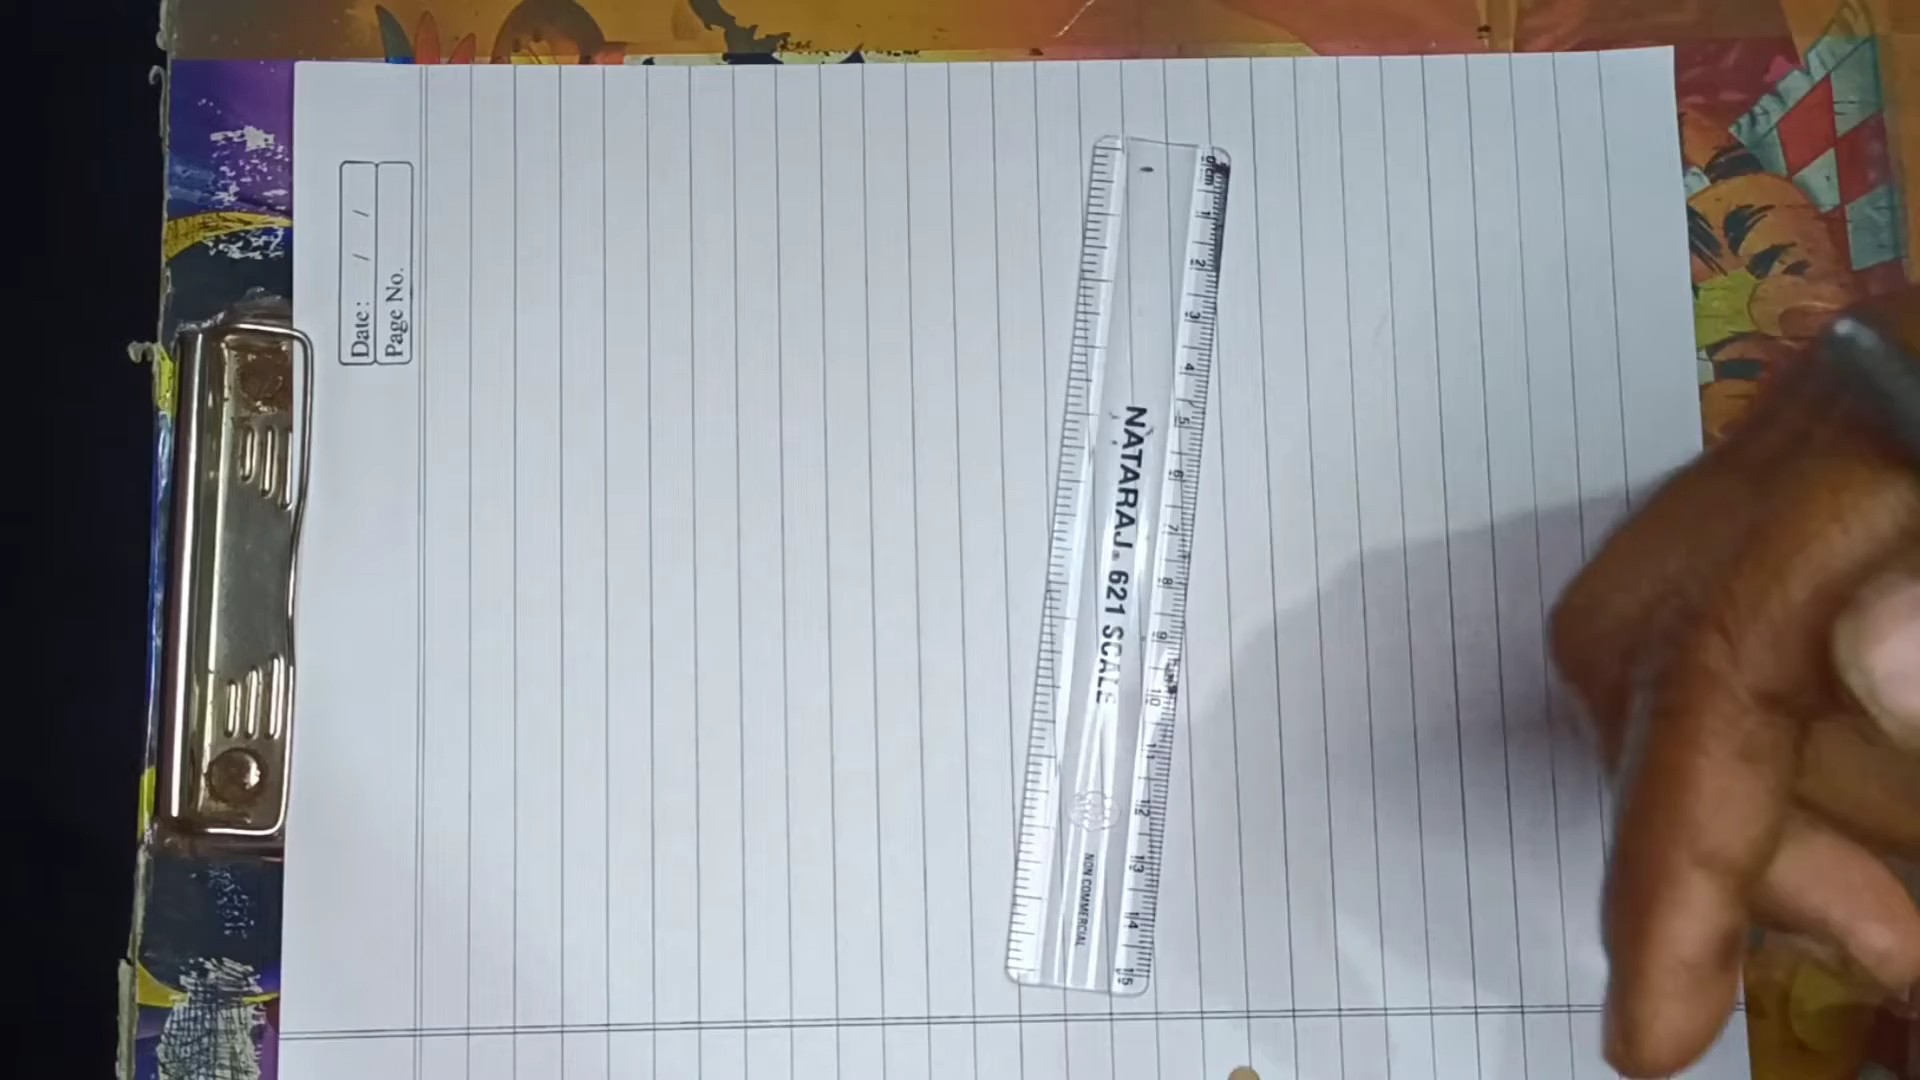 Date : / /
Page No.
0 cm 1 2 3 4 5 6 7 8 9 10 11 12 13 14 15
NATARAJ® 621 SCALE
NON COMMERCIAL